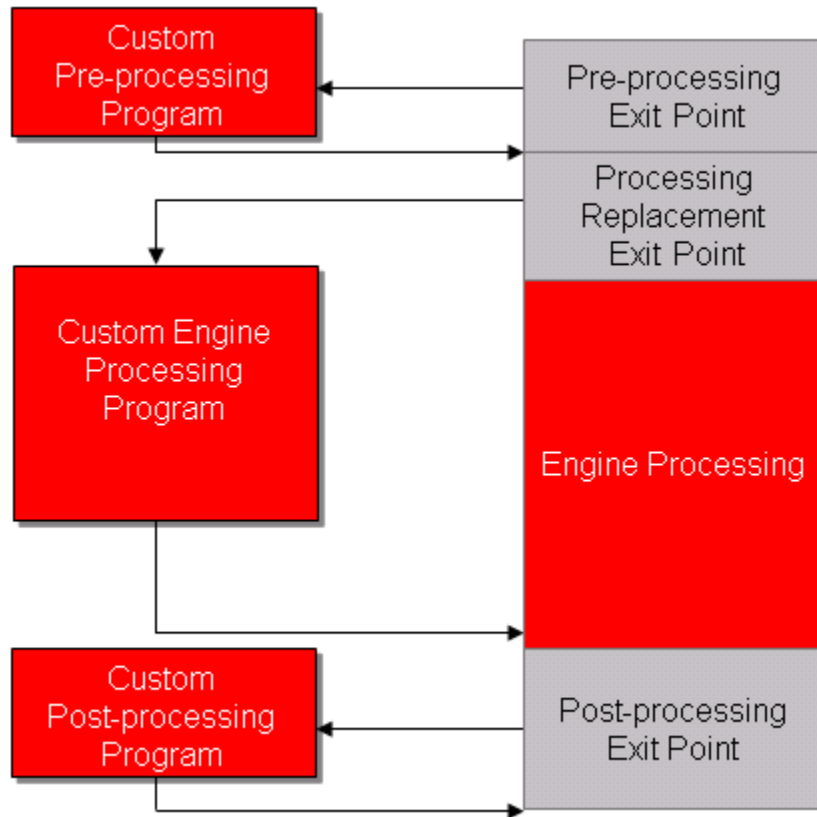 Custom
Pre-processing
Program
Pre-processing
Exit Point
Processing
Replacement
Exit Point
Custom Engine
Processing
Program
Engine Processing
Custom
Post-processing
Program
Post-processing
Exit Point